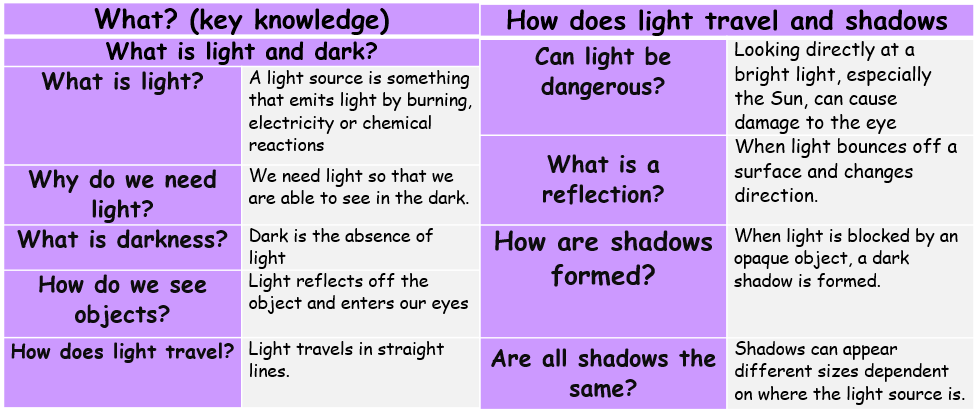 What? (key knowledge)
What is light and dark?
What is light?
A light source is something
that emits light by burning,
electricity or chemical
reactions
Why do we need
light?
We need light so that we
are able to see in the dark.
What is darkness?
Dark is the absence of
light
How do we see
objects?
Light reflects off the
object and enters our eyes
How does light travel?
Light travels in straight
lines.
How does light travel and shadows
Can light be
dangerous?
Looking directly at a
bright light, especially
the Sun, can cause
damage to the eye
What is a
reflection?
When light bounces off a
surface and changes
direction.
How are shadows
formed?
When light is blocked by an
opaque object, a dark
shadow is formed.
Are all shadows the
same?
Shadows can appear
different sizes dependent
on where the light source is.